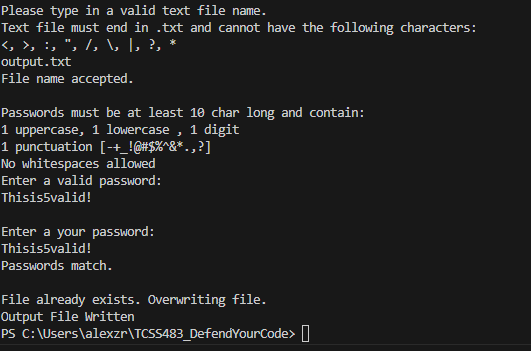 Please type in a valid text file name.
Text file must end in .txt and cannot have the following characters:
<, >, :, ", /, \, |, ?, *
output.txt
File name accepted.
Passwords must be at least 10 char long and contain:
1 uppercase, 1 lowercase , 1 digit
1 punctuation [-+_!@#$%^&*.,?]
No whitespaces allowed
Enter a valid password:
Thisis5valid!
Enter a your password:
Thisis5valid!
Passwords match.
File already exists. Overwriting file.
Output File Written
PS C:\Users\alexzr\TCSS483_DefendYourCode>